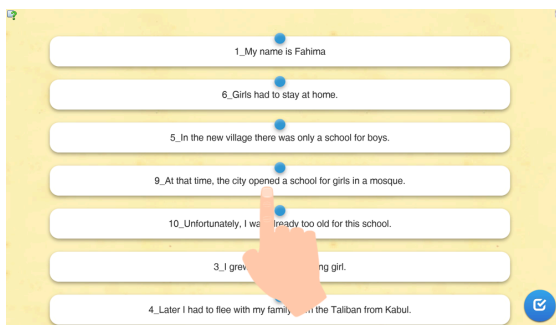 1_My name is Fahima
6_Girls had to stay at home.
5_In the new village there was only a school for boys.
9_At that time, the city opened a school for girls in a mosque.
10_Unfortunately, I was already too old for this school.
3_I grew ng girl.
4_Later I had to flee with my family the Taliban from Kabul.